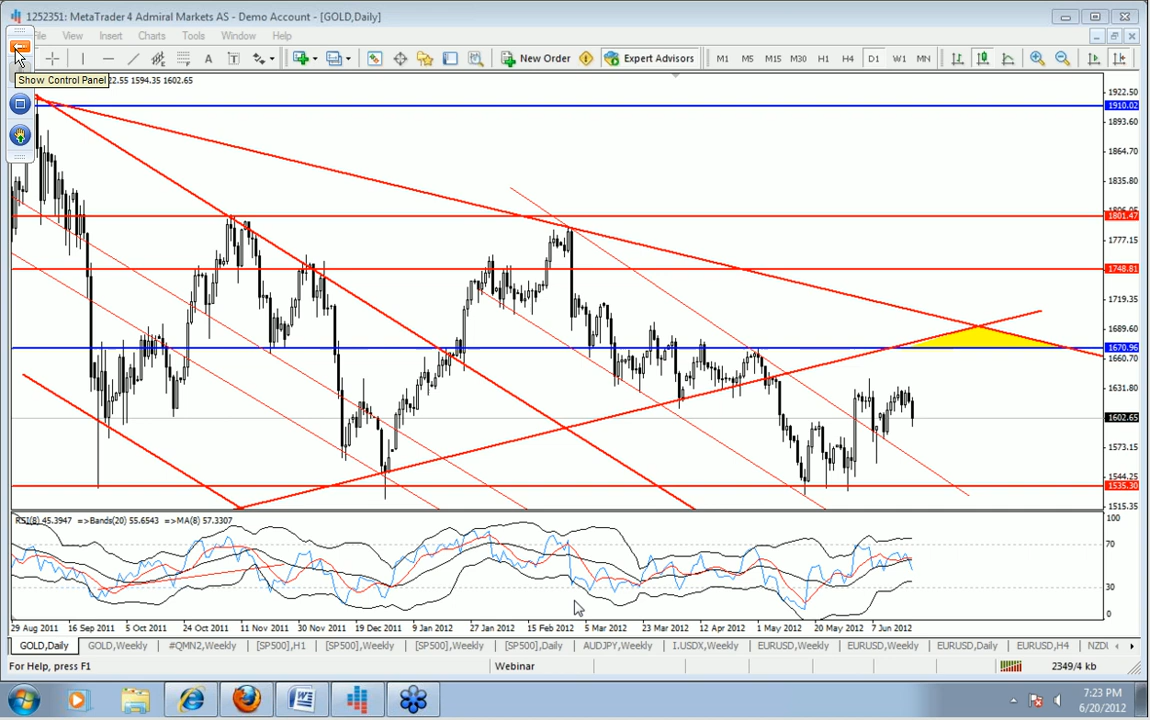 1252351: MetaTrader 4 Admiral Markets AS - Demo Account - [GOLD,Daily]
File View Insert Charts Tools Window Help
A T New Order Expert Advisors M1 M5 M15 M30 H1 H4 D1 W1 MN
Show Control Panel 22.55 1594.35 1602.65
1922.50
1910.02
1893.60
1864.70
1835.80
1801.47
1777.15
1748.81
1719.35
1689.60
1670.96
1660.70
1631.80
1602.65
1573.15
1544.25
1535.30
1515.35
RSI(8) 45.3947 =>Bands(20) 55.6543 =>MA(8) 57.3307
100
70
30
0
29 Aug 2011 16 Sep 2011 5 Oct 2011 24 Oct 2011 11 Nov 2011 30 Nov 2011 19 Dec 2011 9 Jan 2012 27 Jan 2012 15 Feb 2012 5 Mar 2012 23 Mar 2012 12 Apr 2012 1 May 2012 20 May 2012 7 Jun 2012
GOLD,Daily GOLD,Weekly #QMN2,Weekly [SP500],H1 [SP500],Weekly [SP500],Weekly [SP500],Daily AUDJPY,Weekly I.USDX,Weekly EURUSD,Weekly EURUSD,Weekly EURUSD,Daily EURUSD,H4 NZDU
For Help, press F1 Webinar 2349/4 kb
7:23 PM
6/20/2012